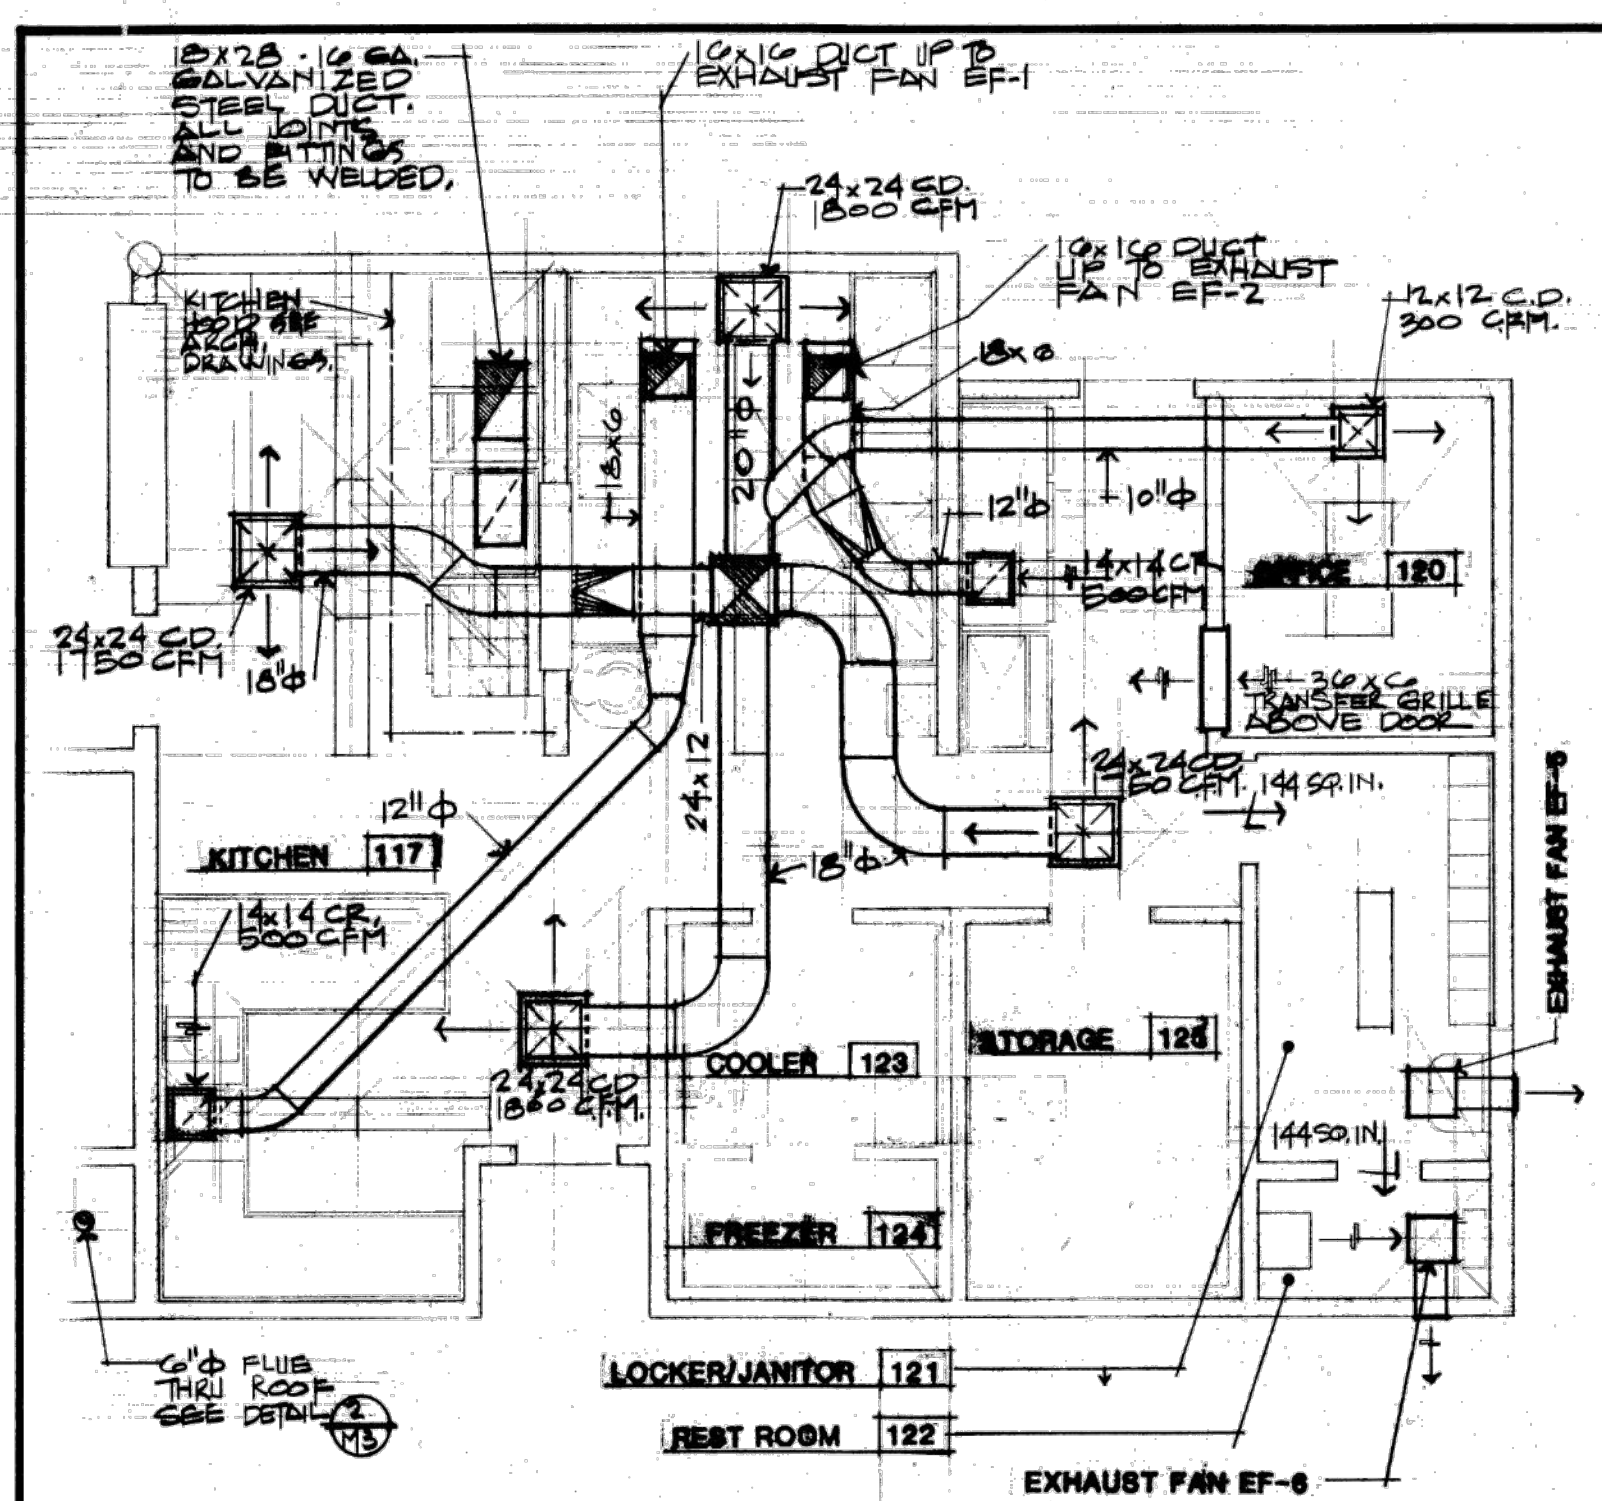 18x28 - 16 GA.
GALVANIZED
STEEL DUCT.
ALL JOINTS
AND FITTINGS
TO BE WELDED.
16x16 DUCT UP TO
EXHAUST FAN EF-1
24x24 C.D.
1800 CFM
16x16 DUCT
UP TO EXHAUST
FAN EF-2
12x12 C.D.
300 CFM.
KITCHEN
HOOD SEE
ARCH.
DRAWINGS.
18x8
18x6
20"φ
12"φ
10"φ
14x14 CR
500 CFM
OFFICE 120
24x24 CD.
1750 CFM
18"φ
36x6
TRANSFER GRILLE
ABOVE DOOR
24x12
24x24 CD.
1750 CFM.
144 SQ.IN.
EXHAUST FAN EF-5
12"φ
KITCHEN 117
18"φ
14x14 CR.
500 CFM
24x24 CD
1800 CFM.
COOLER 123
STORAGE 125
144 SQ.IN.
FREEZER 124
6"φ FLUE
THRU ROOF
SEE DETAIL
2
M3
LOCKER/JANITOR 121
REST ROOM 122
EXHAUST FAN EF-6